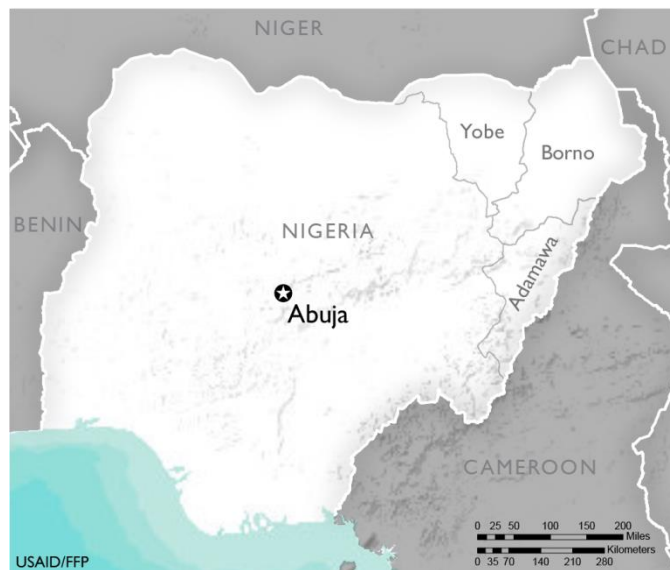 NIGER
CHAD
Yobe
Borno
BENIN
NIGERIA
Adamawa
Abuja
CAMEROON
0 25 50 100 150 200
Miles
Kilometers
0 35 70 140 210 280
USAID/FFP